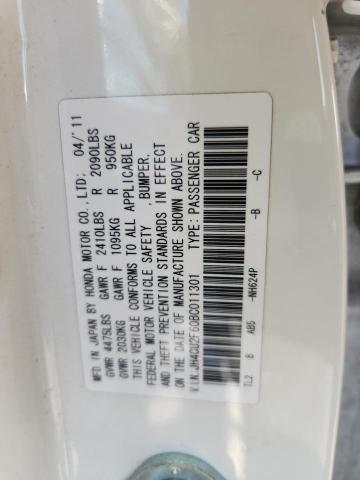 MFD. IN JAPAN BY HONDA MOTOR CO., LTD: 04/'11
GVWR 4475LBS GAWR F 2410LBS R 2090LBS
GVWR 2030KG GAWR F 1095KG R 950KG
THIS VEHICLE CONFORMS TO ALL APPLICABLE
FEDERAL MOTOR VEHICLE SAFETY ,BUMPER,
AND THEFT PREVENTION STANDARDS IN EFFECT
ON DATE OF MANUFACTURE SHOWN ABOVE.
V.I.N: JH4CU2F60BC011301 TYPE: PASSENGER CAR
-NH624P -B -C
TL2 B AB5